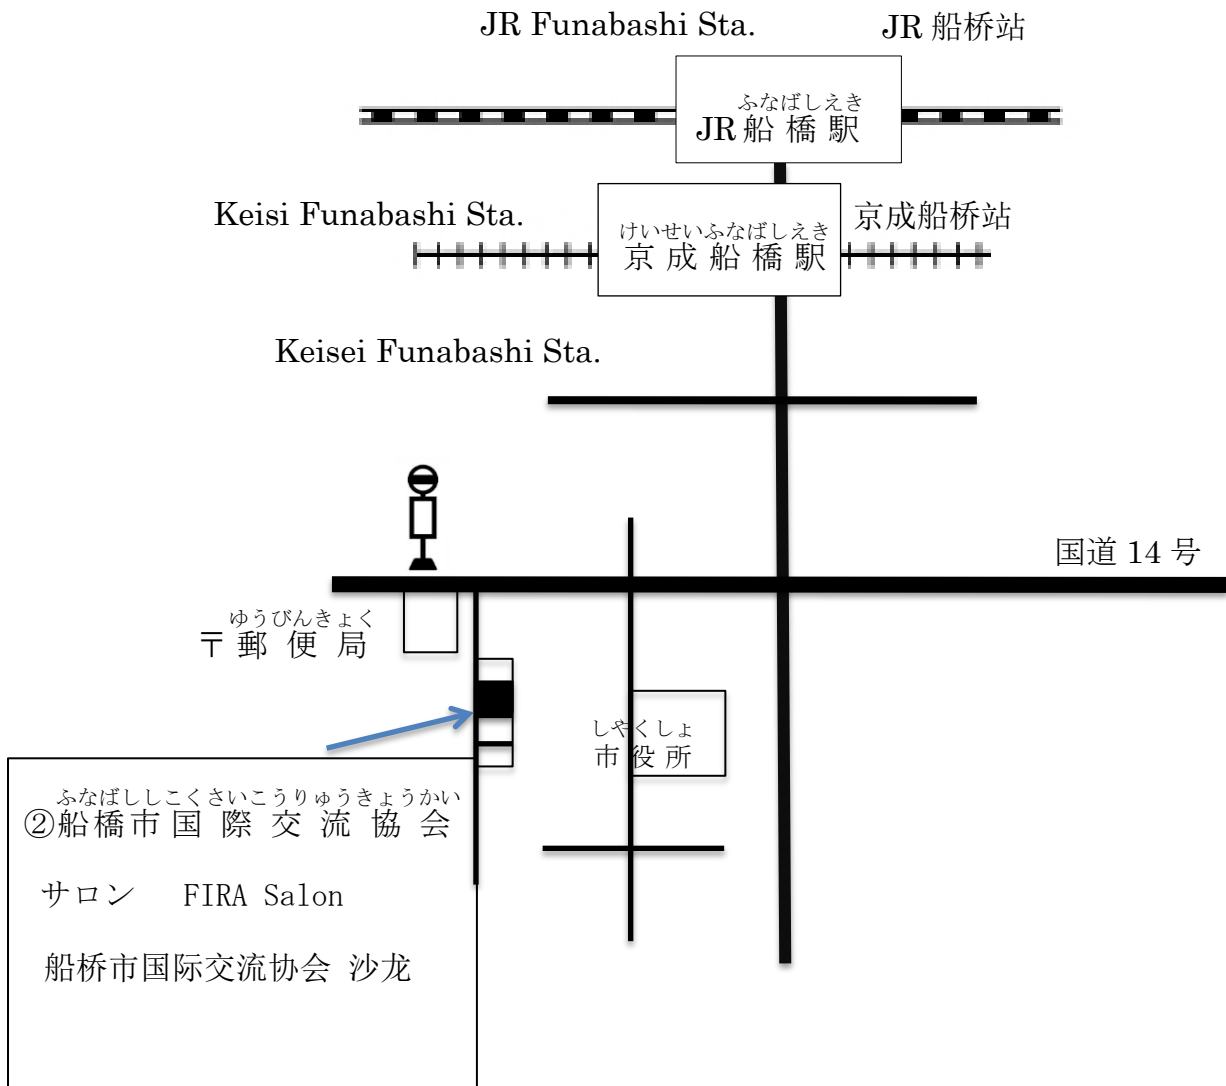 JR Funabashi Sta. JR 船桥站
ふなばしえき
JR 船橋駅
Keisi Funabashi Sta.
けいせいふなばしえき
京成船橋駅
京成船桥站
Keisei Funabashi Sta.
国道 14 号
ゆうびんきょく
〒郵便局
しやくしょ
市役所
ふなばししこくさいこうりゅうきょうかい
②船橋市国際交流協会
サロン FIRA Salon
船桥市国际交流协会 沙龙